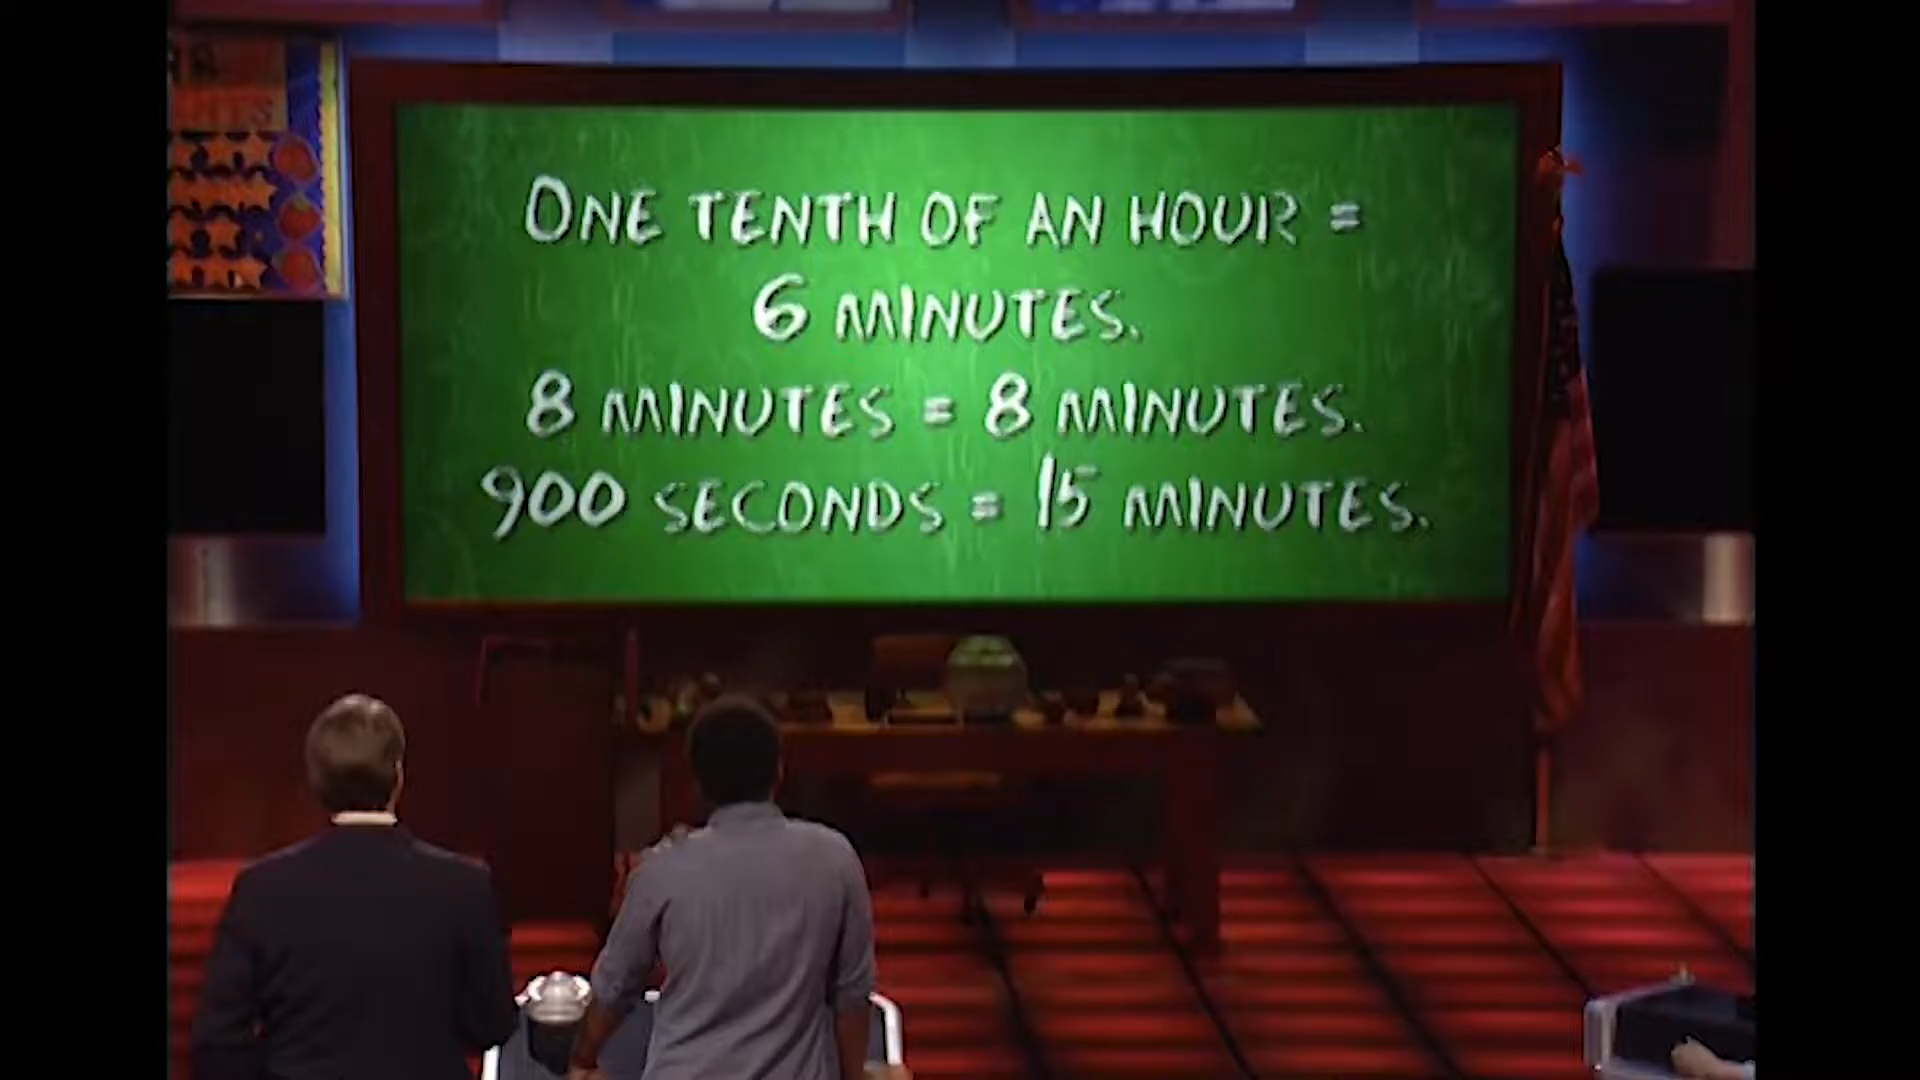 ONE TENTH OF AN HOUR =
6 MINUTES.
8 MINUTES = 8 MINUTES.
900 SECONDS = 15 MINUTES.